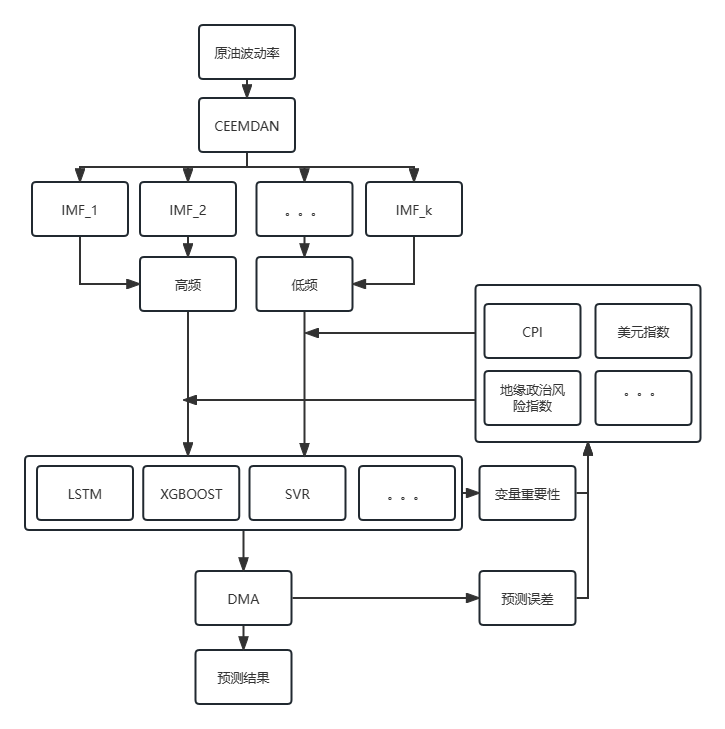 原油波动率
CEEMDAN
IMF_1
IMF_2
。。。
IMF_k
高频
低频
CPI
美元指数
地缘政治风
险指数
。。。
LSTM
XGBOOST
SVR
。。。
变量重要性
DMA
预测误差
预测结果